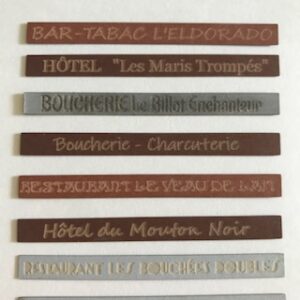 BAR-TABAC L'ELDORADO
HÔTEL "Les Maris Trompés"
BOUCHERIE Le Billot Enchanteur
Boucherie - Charcuterie
RESTAURANT LE VEAU DE LAIT
Hôtel du Mouton Noir
RESTAURANT LES BOUCHÉES DOUBLES